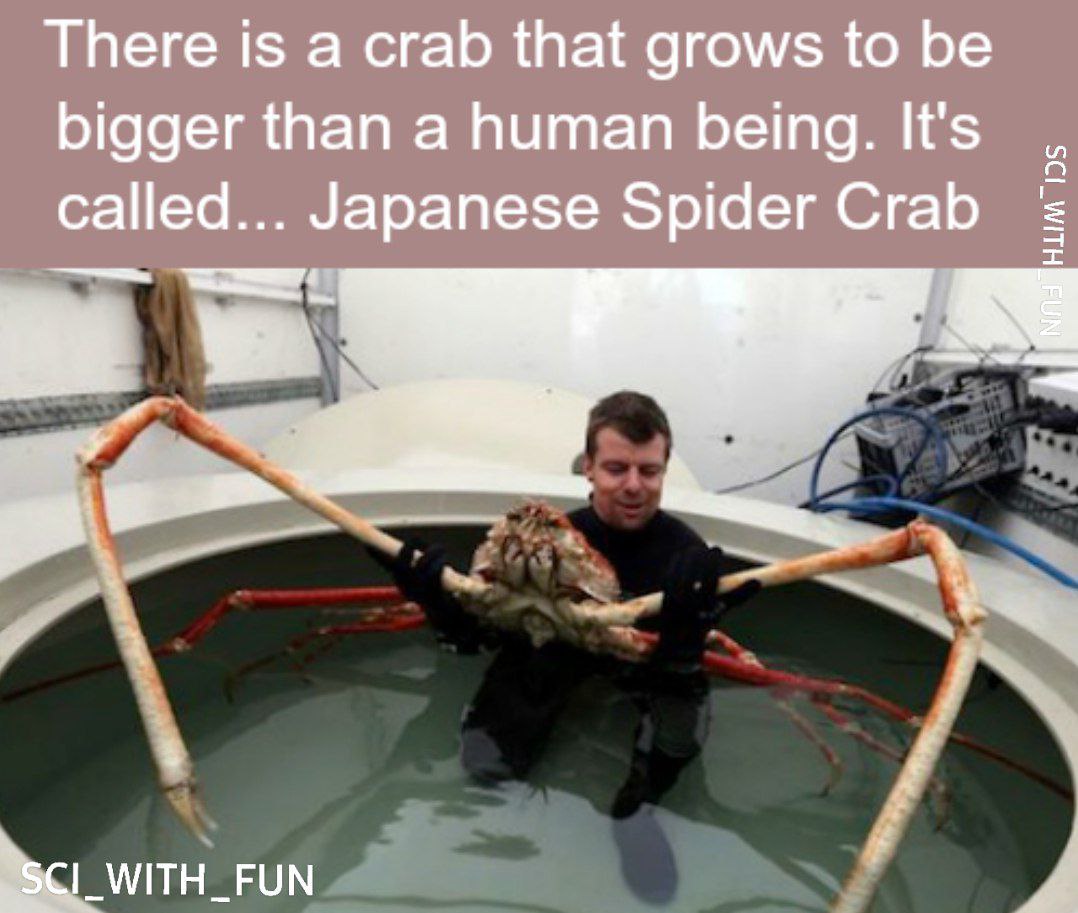 There is a crab that grows to be
bigger than a human being. It's
called... Japanese Spider Crab
SCI_WITH_FUN
SCI_WITH_FUN